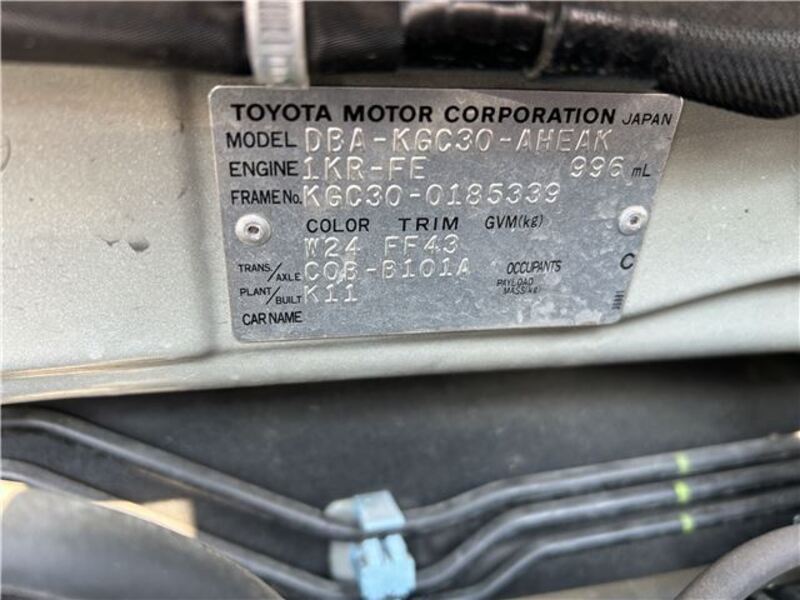 TOYOTA MOTOR CORPORATION JAPAN
MODEL DBA-KGC30-AHEAK
ENGINE 1KR-FE 996 mL
FRAME No. KGC30-0185339
COLOR TRIM GVM(kg)
W24 FF43
TRANS./AXLE C0B-B101A OCCUPANTS C
PLANT/BUILT K11 PAYLOAD MASS(kg)
CAR NAME